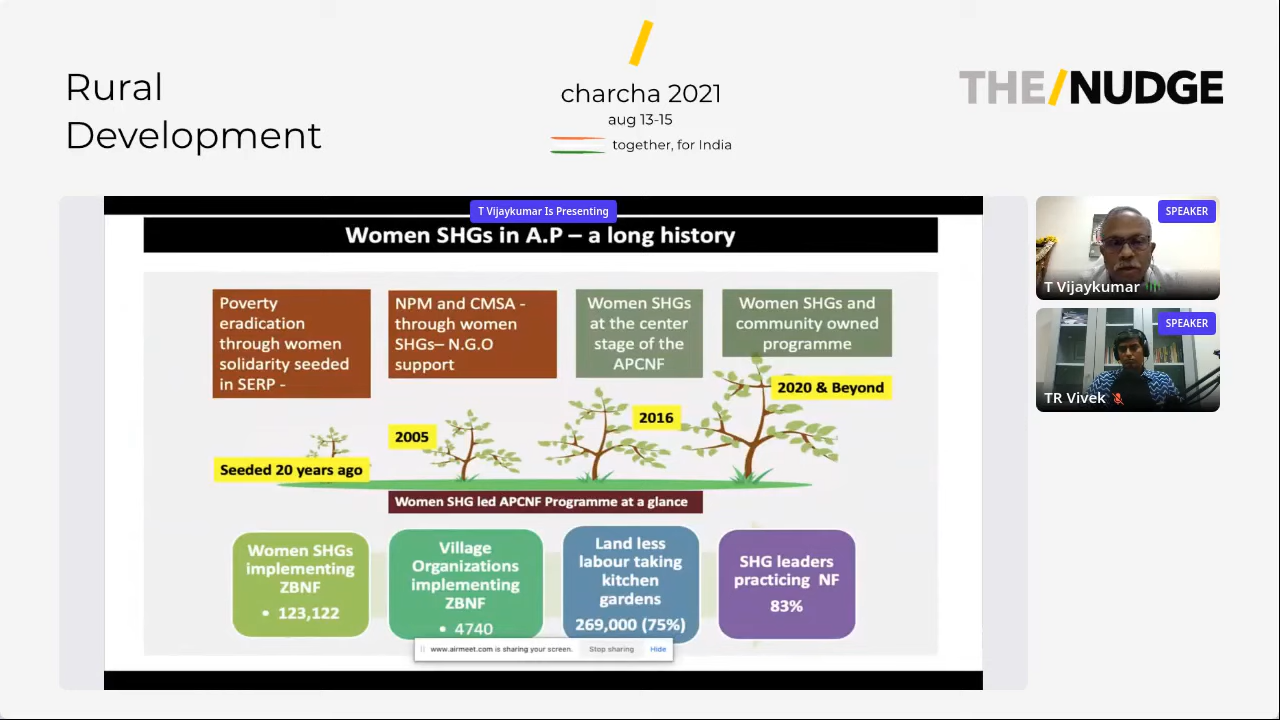 Rural
Development
charcha 2021
aug 13-15
together, for India
THE/NUDGE
T Vijaykumar Is Presenting
Women SHGs in A.P – a long history
Poverty
eradication
through women
solidarity seeded
in SERP -
NPM and CMSA -
through women
SHGs– N.G.O
support
Women SHGs
at the center
stage of the
APCNF
Women SHGs and
community owned
programme
Seeded 20 years ago
2005
2016
2020 & Beyond
Women SHG led APCNF Programme at a glance
Women SHGs
implementing
ZBNF
• 123,122
Village
Organizations
implementing
ZBNF
• 4740
Land less
labour taking
kitchen
gardens
269,000 (75%)
SHG leaders
practicing NF
83%
www.airmeet.com is sharing your screen.
Stop sharing
Hide
SPEAKER
T Vijaykumar
SPEAKER
TR Vivek